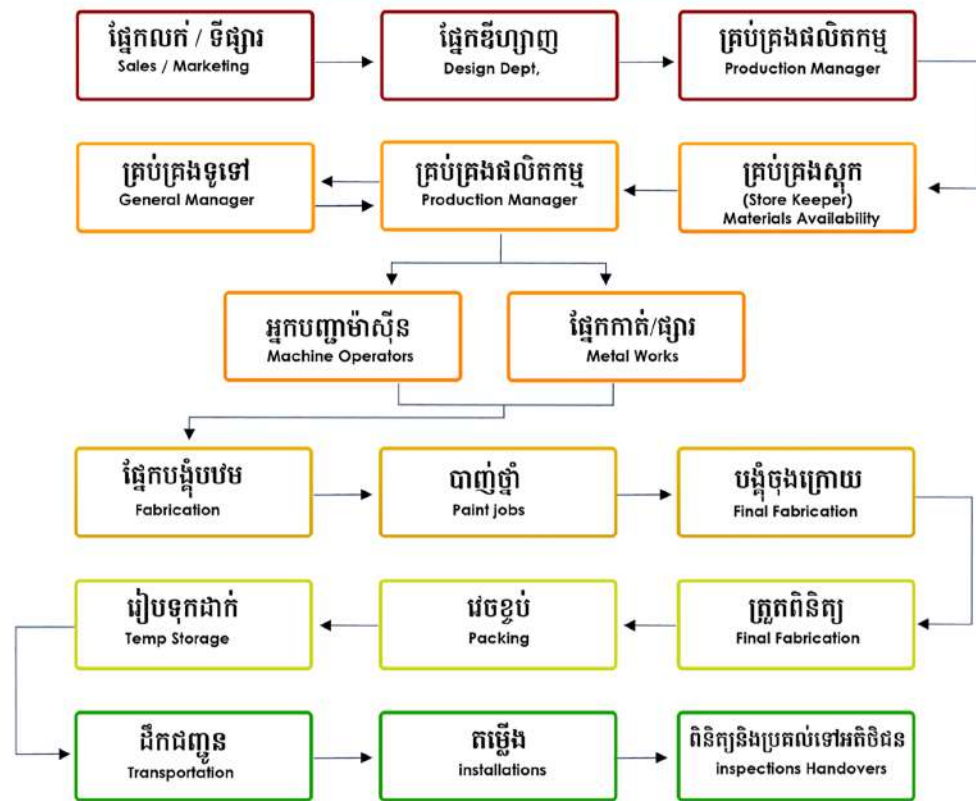 ផ្នែកលក់ / ទីផ្សារ
Sales / Marketing
ផ្នែកឌីហ្សាញ
Design Dept,
គ្រប់គ្រងផលិតកម្ម
Production Manager
គ្រប់គ្រងទូទៅ
General Manager
គ្រប់គ្រងផលិតកម្ម
Production Manager
គ្រប់គ្រងស្តុក
(Store Keeper)
Materials Availability
អ្នកបញ្ជាម៉ាស៊ីន
Machine Operators
ផ្នែកកាត់/ផ្សារ
Metal Works
ផ្នែកបង្គុំបឋម
Fabrication
បាញ់ថ្នាំ
Paint jobs
បង្គុំចុងក្រោយ
Final Fabrication
រៀបទុកដាក់
Temp Storage
វេចខ្ចប់
Packing
ត្រួតពិនិត្យ
Final Fabrication
ដឹកជញ្ជូន
Transportation
តម្លើង
installations
ពិនិត្យនិងប្រគល់ទៅអតិថិជន
inspections Handovers